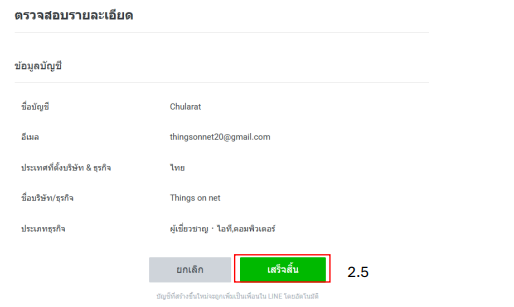 ตรวจสอบรายละเอียด
ข้อมูลบัญชี
ชื่อบัญชี Chularat
อีเมล thingsonnet20@gmail.com
ประเทศที่ตั้งบริษัท & ธุรกิจ ไทย
ชื่อบริษัท/ธุรกิจ Things on net
ประเภทธุรกิจ ผู้เชี่ยวชาญ · ไอที,คอมพิวเตอร์
ยกเลิก เสร็จสิ้น 2.5
บัญชีที่สร้างขึ้นใหม่จะถูกเพิ่มเป็นเพื่อนใน LINE โดยอัตโนมัติ